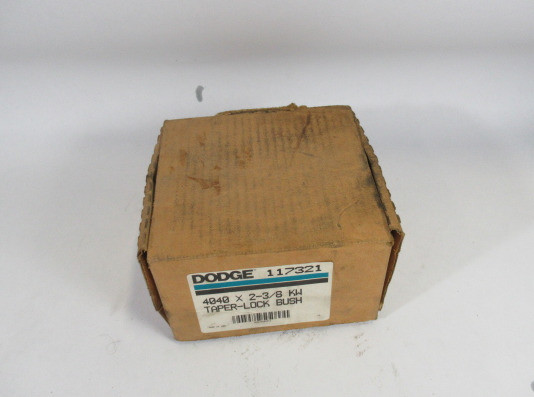 DODGE 117321
4040 X 2-3/8 KW
TAPER-LOCK BUSH